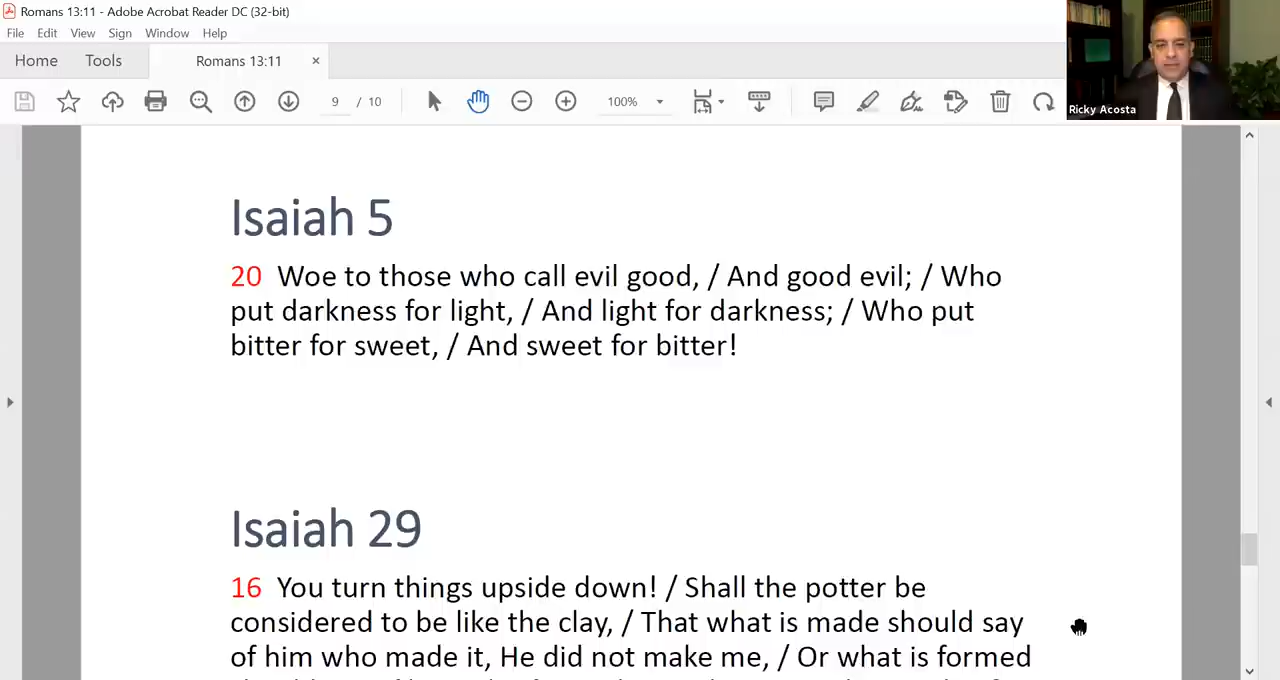 Romans 13:11 - Adobe Acrobat Reader DC (32-bit)
File Edit View Sign Window Help
Home Tools Romans 13:11 ×
9 / 10 100%
Ricky Acosta
Isaiah 5
20 Woe to those who call evil good, / And good evil; / Who
put darkness for light, / And light for darkness; / Who put
bitter for sweet, / And sweet for bitter!
Isaiah 29
16 You turn things upside down! / Shall the potter be
considered to be like the clay, / That what is made should say
of him who made it, He did not make me, / Or what is formed